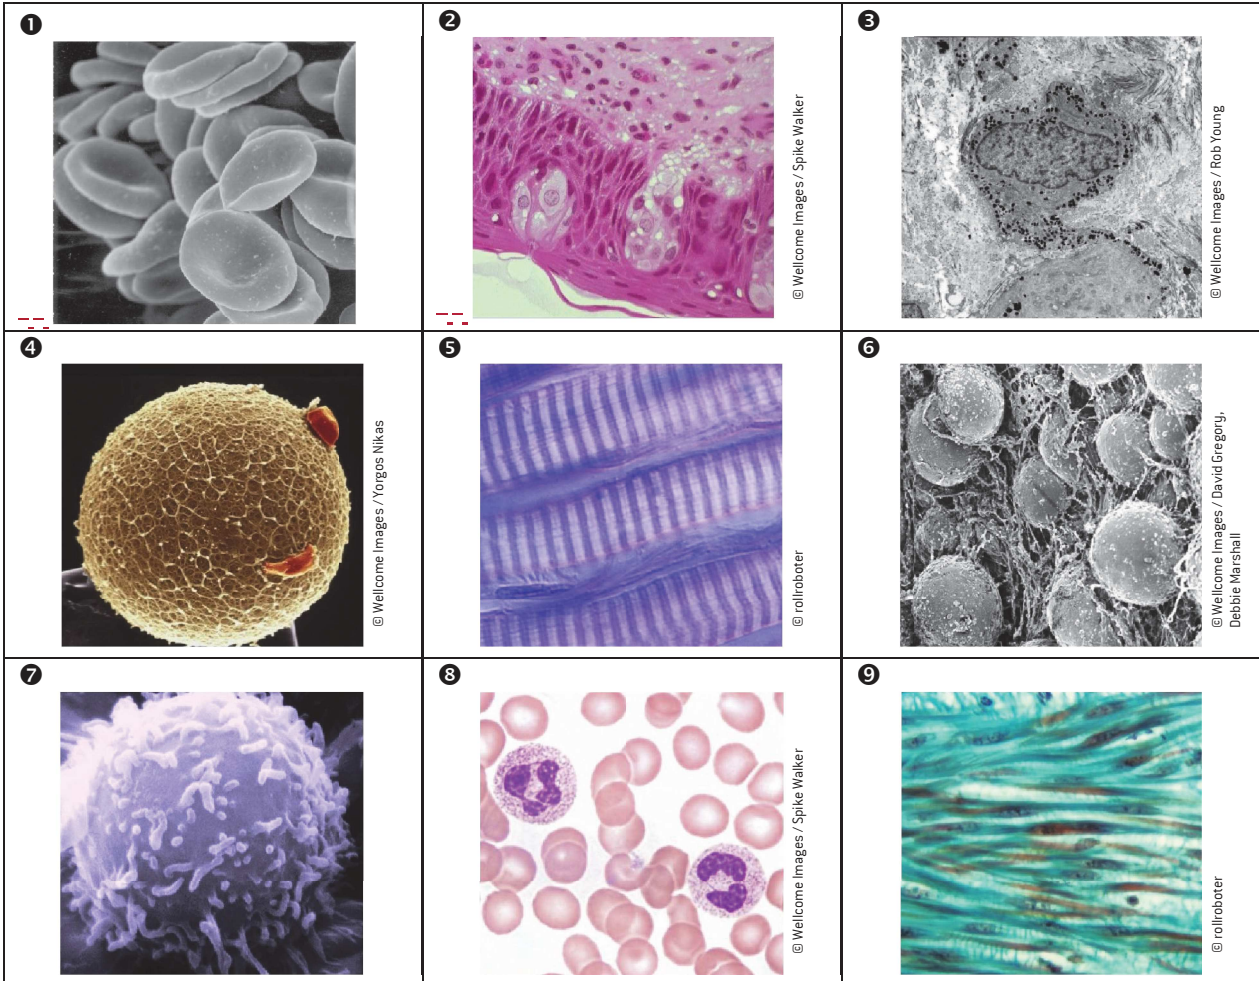 ❶
❷
© Wellcome Images / Spike Walker
❸
© Wellcome Images / Rob Young
❹
© Wellcome Images / Yorgos Nikas
❺
© rollroboter
❻
© Wellcome Images / David Gregory,
Debbie Marshall
❼
❽
© Wellcome Images / Spike Walker
❾
© rollroboter